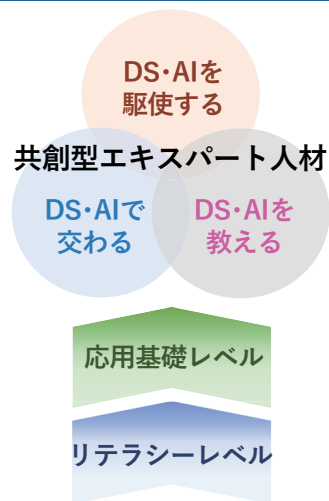 DS・AIを
駆使する
共創型エキスパート人材
DS・AIで
交わる
DS・AIを
教える
応用基礎レベル
リテラシーレベル